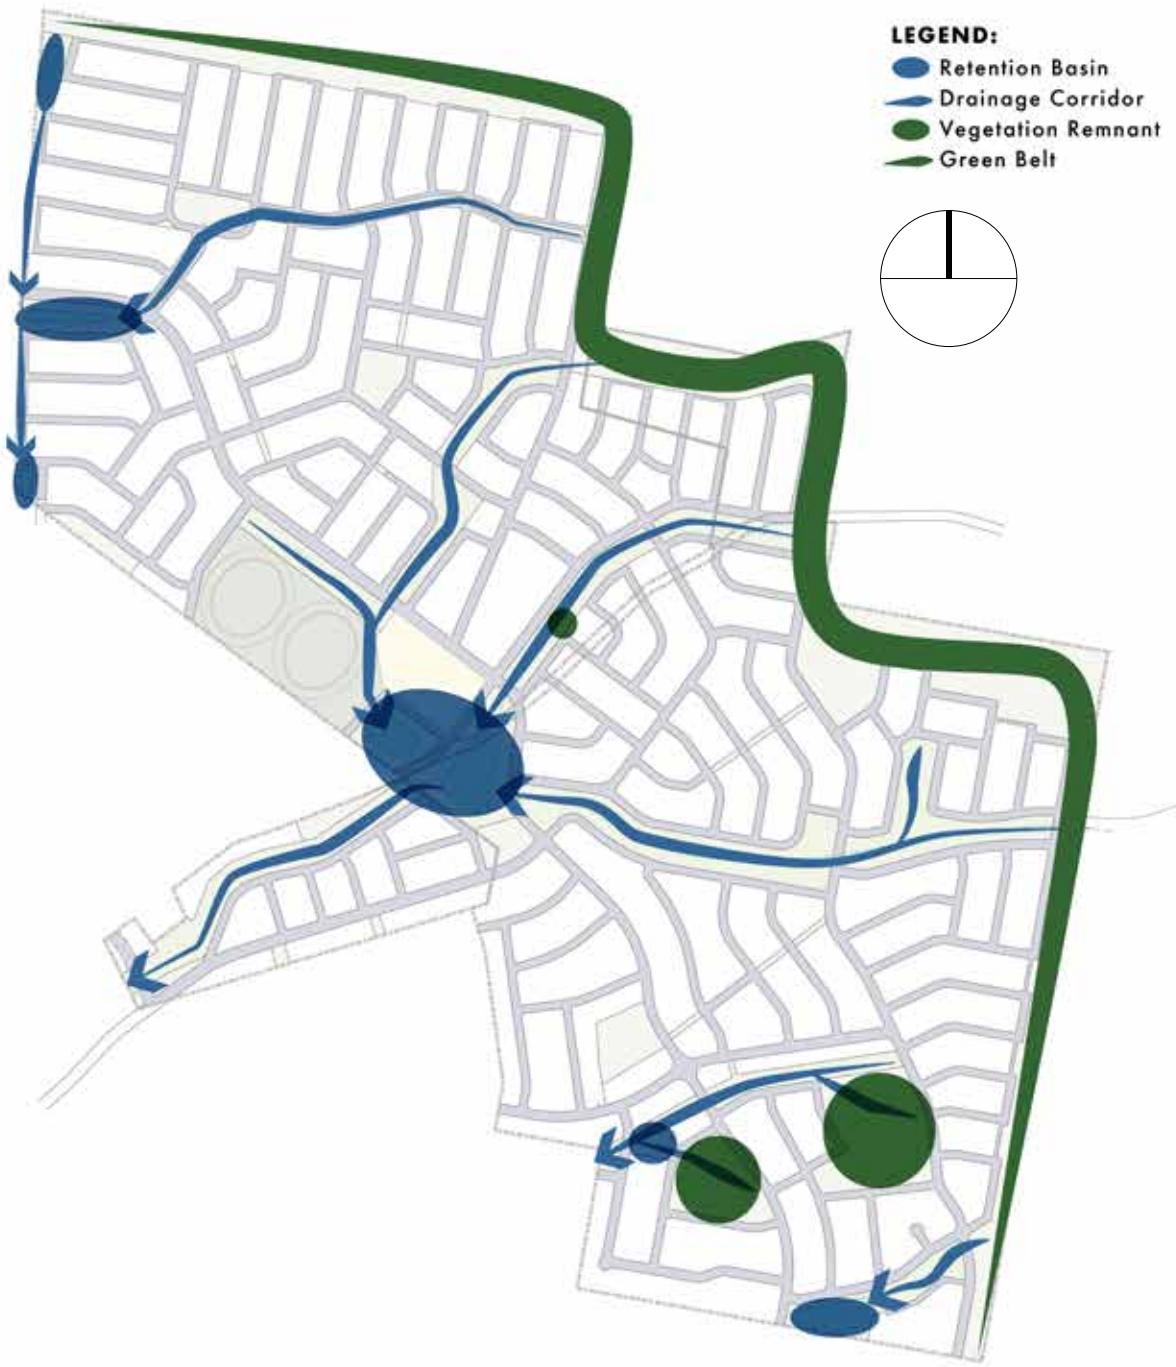 LEGEND:
Retention Basin
Drainage Corridor
Vegetation Remnant
Green Belt